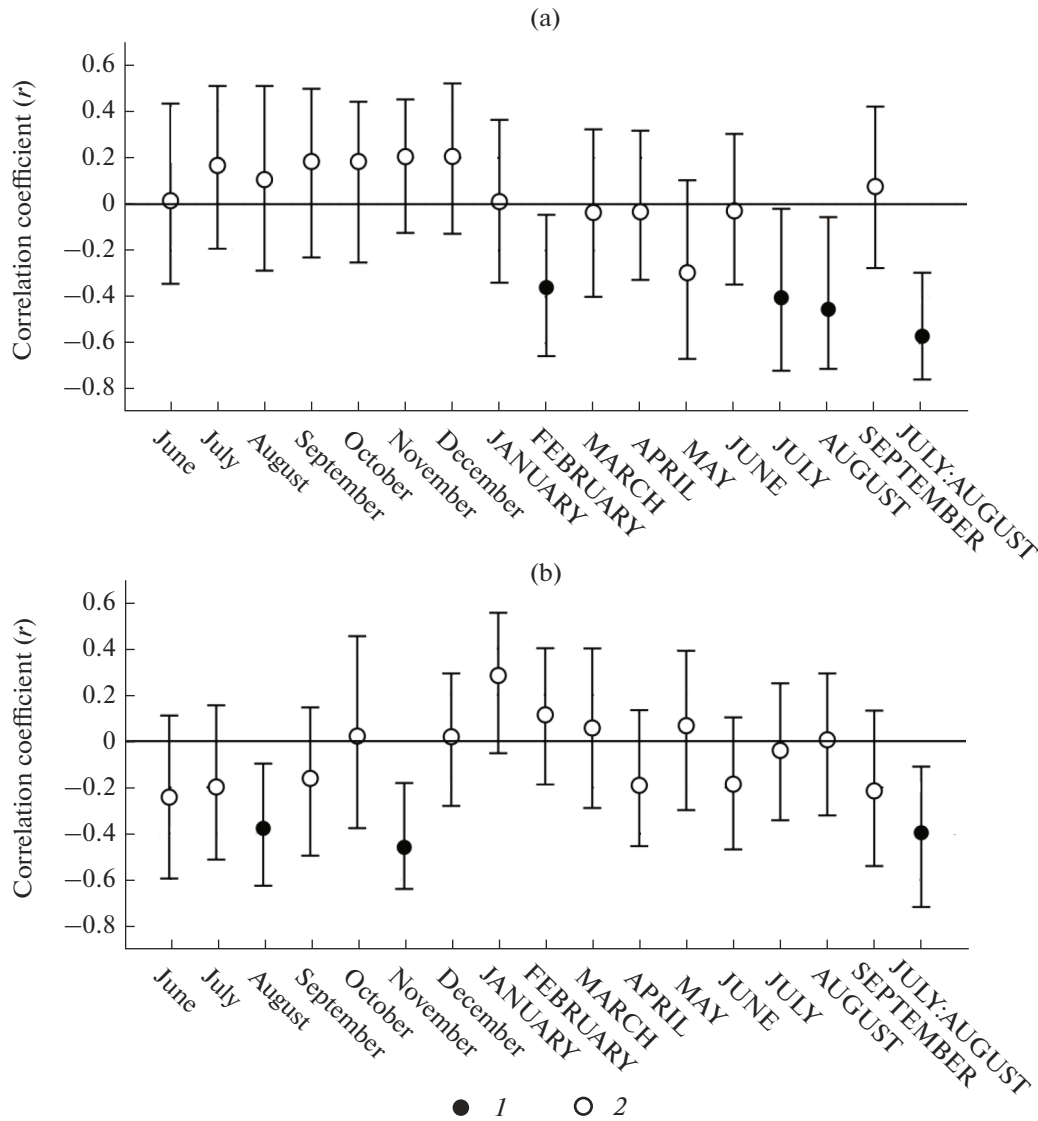 (a)
Correlation coefficient (r)
0.6
0.4
0.2
0
−0.2
−0.4
−0.6
−0.8
June
July
August
September
October
November
December
JANUARY
FEBRUARY
MARCH
APRIL
MAY
JUNE
JULY
AUGUST
SEPTEMBER
JULY:AUGUST
(b)
Correlation coefficient (r)
0.6
0.4
0.2
0
−0.2
−0.4
−0.6
−0.8
June
July
August
September
October
November
December
JANUARY
FEBRUARY
MARCH
APRIL
MAY
JUNE
JULY
AUGUST
SEPTEMBER
JULY:AUGUST
1 2